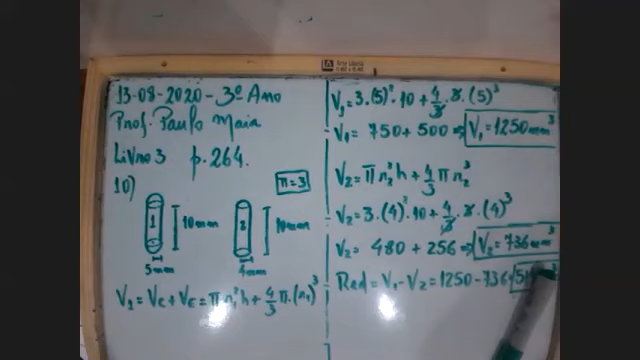 13-08-2020 - 3º Ano
Prof. Paulo Maia
Livro 3 p.264.
10)
π=3
1 10mm 2 10mm
5mm 4mm
V₁ = Vc + Vε = π r₁² h + 4/3 π.(r₁)³
V₁ = 3.(5)².10 + 4/3.3.(5)³
V₁ = 750 + 500 ⇒ V₁ = 1250mm³
V₂ = π r₂² h + 4/3 π r₂³
V₂ = 3.(4)².10 + 4/3.3.(4)³
V₂ = 480 + 256 ⇒ V₂ = 736mm³
Red = V₁ - V₂ = 1250 - 736